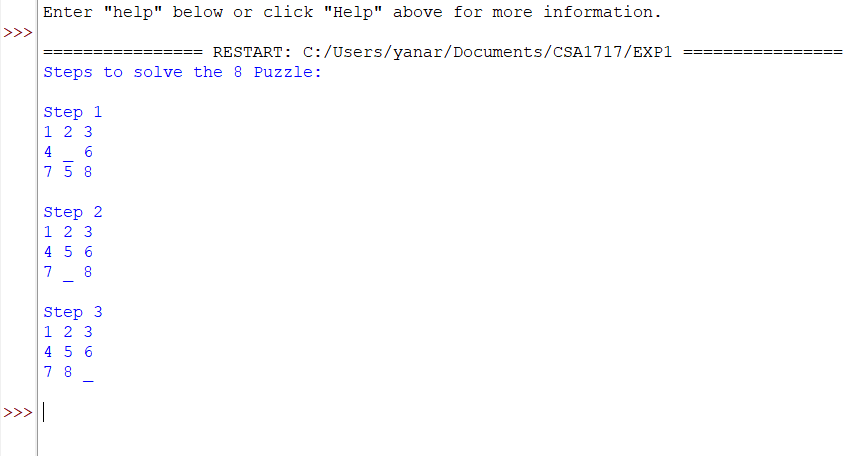 Enter "help" below or click "Help" above for more information.
>>>
================ RESTART: C:/Users/yanar/Documents/CSA1717/EXP1 ================
Steps to solve the 8 Puzzle:
Step 1
1 2 3
4 _ 6
7 5 8
Step 2
1 2 3
4 5 6
7 _ 8
Step 3
1 2 3
4 5 6
7 8 _
>>>